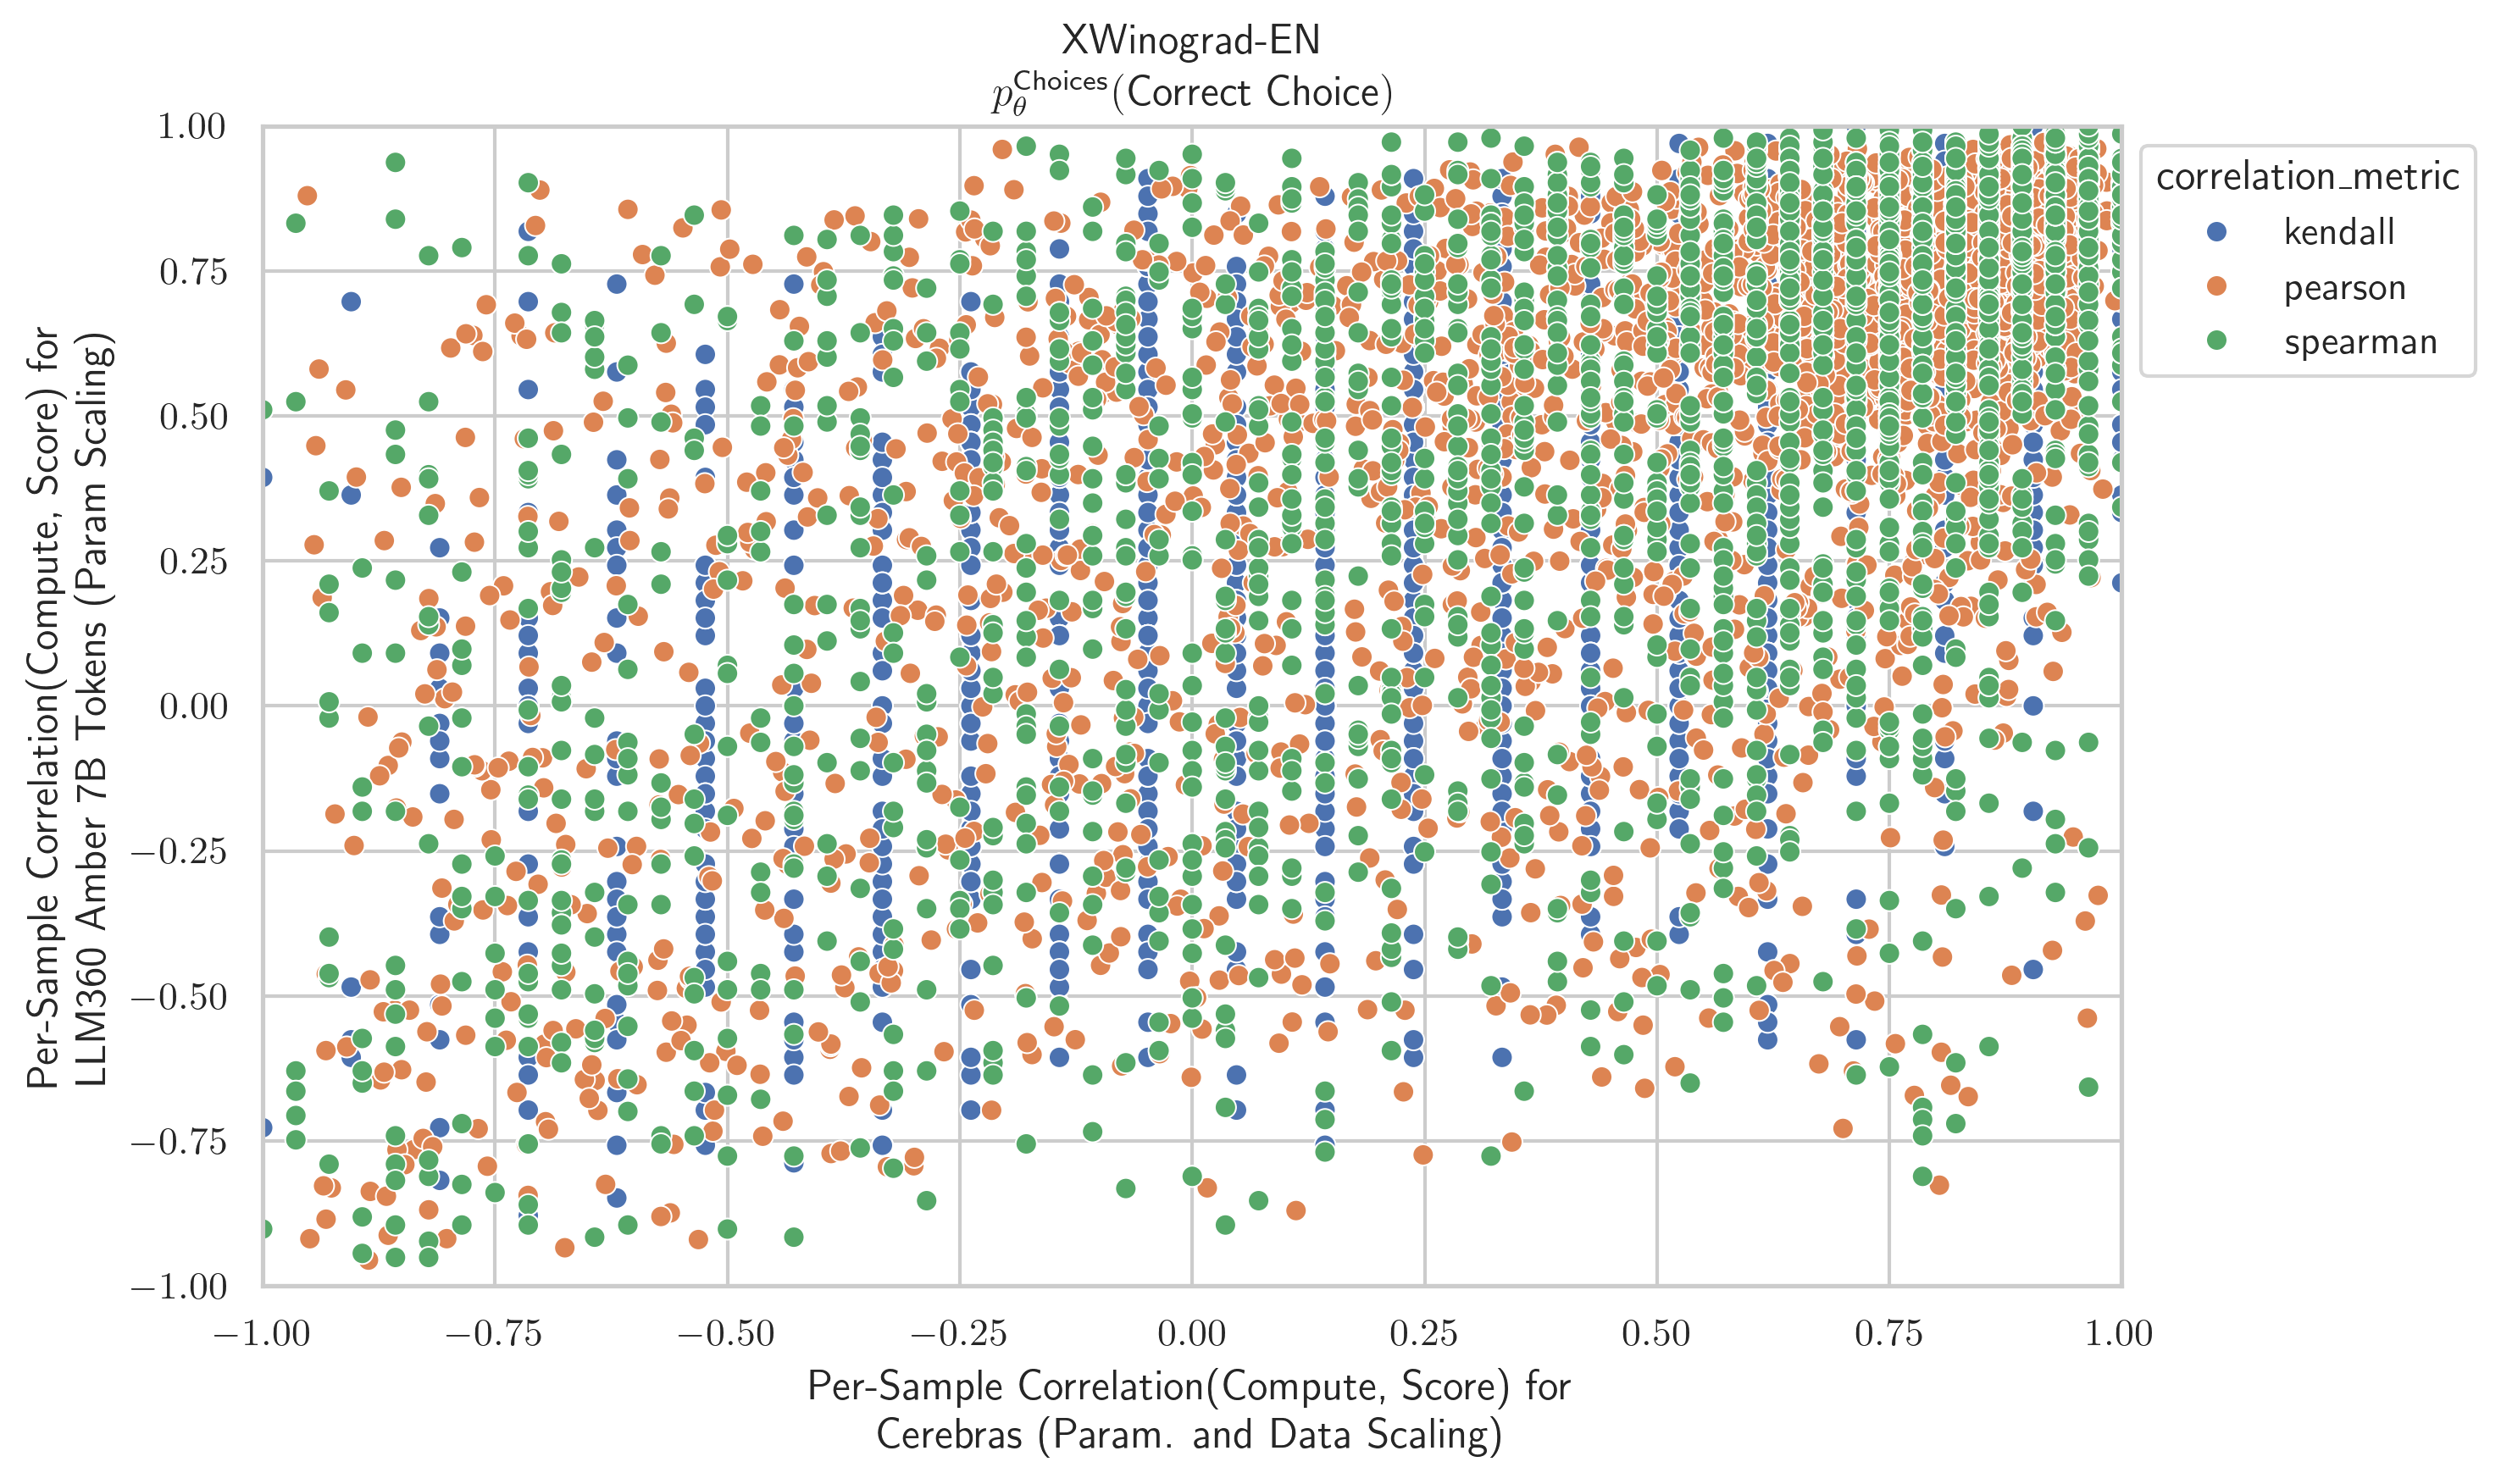 XWinograd-EN
p_θ^Choices(Correct Choice)
1.00
0.75
0.50
0.25
0.00
−0.25
−0.50
−0.75
−1.00
Per-Sample Correlation(Compute, Score) for
LLM360 Amber 7B Tokens (Param Scaling)
−1.00 −0.75 −0.50 −0.25 0.00 0.25 0.50 0.75 1.00
Per-Sample Correlation(Compute, Score) for
Cerebras (Param. and Data Scaling)
correlation_metric
kendall
pearson
spearman